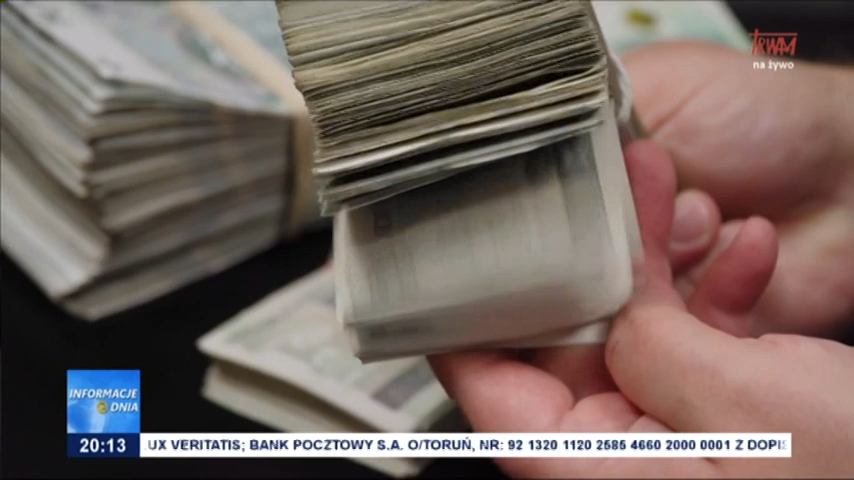 TRWAM
na żywo
INFORMACJE
DNIA
20:13
UX VERITATIS; BANK POCZTOWY S.A. O/TORUŃ, NR: 92 1320 1120 2585 4660 2000 0001 Z DOPIS